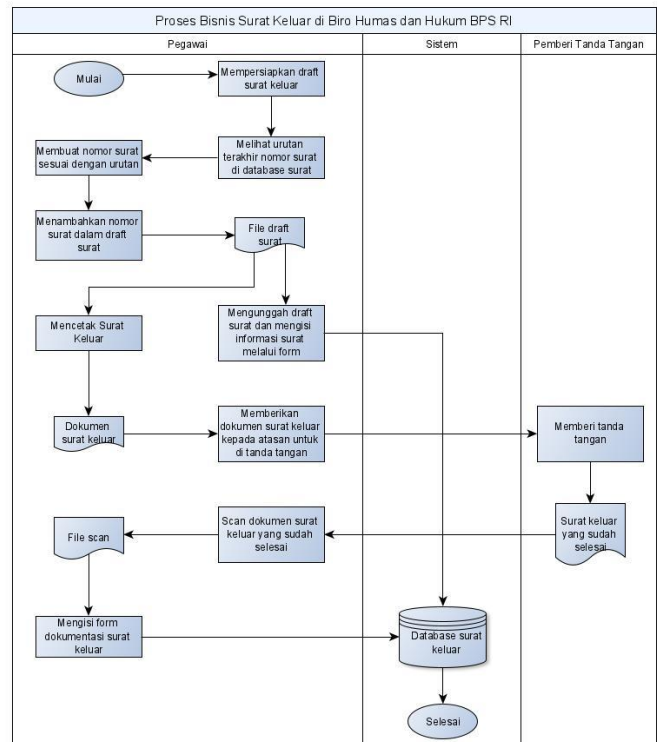 Proses Bisnis Surat Keluar di Biro Humas dan Hukum BPS RI
Pegawai
Sistem
Pemberi Tanda Tangan
Mulai
Mempersiapkan draft
surat keluar
Melihat urutan
terakhir nomor surat
di database surat
Membuat nomor surat
sesuai dengan urutan
Menambahkan nomor
surat dalam draft
surat
File draft
surat
Mencetak Surat
Keluar
Mengunggah draft
surat dan mengisi
informasi surat
melalui form
Dokumen
surat keluar
Memberikan
dokumen surat keluar
kepada atasan untuk
di tanda tangan
Memberi tanda
tangan
Surat keluar
yang sudah
selesai
Scan dokumen surat
keluar yang sudah
selesai
File scan
Mengisi form
dokumentasi surat
keluar
Database surat
keluar
Selesai